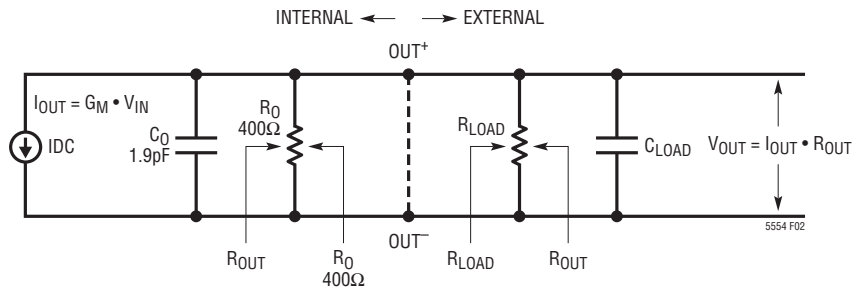 INTERNAL EXTERNAL
OUT+
IOUT = GM • VIN
IDC
CO
1.9pF
RO
400Ω
RLOAD
CLOAD
VOUT = IOUT • ROUT
5554 F02
OUT–
ROUT
RO
400Ω
RLOAD
ROUT